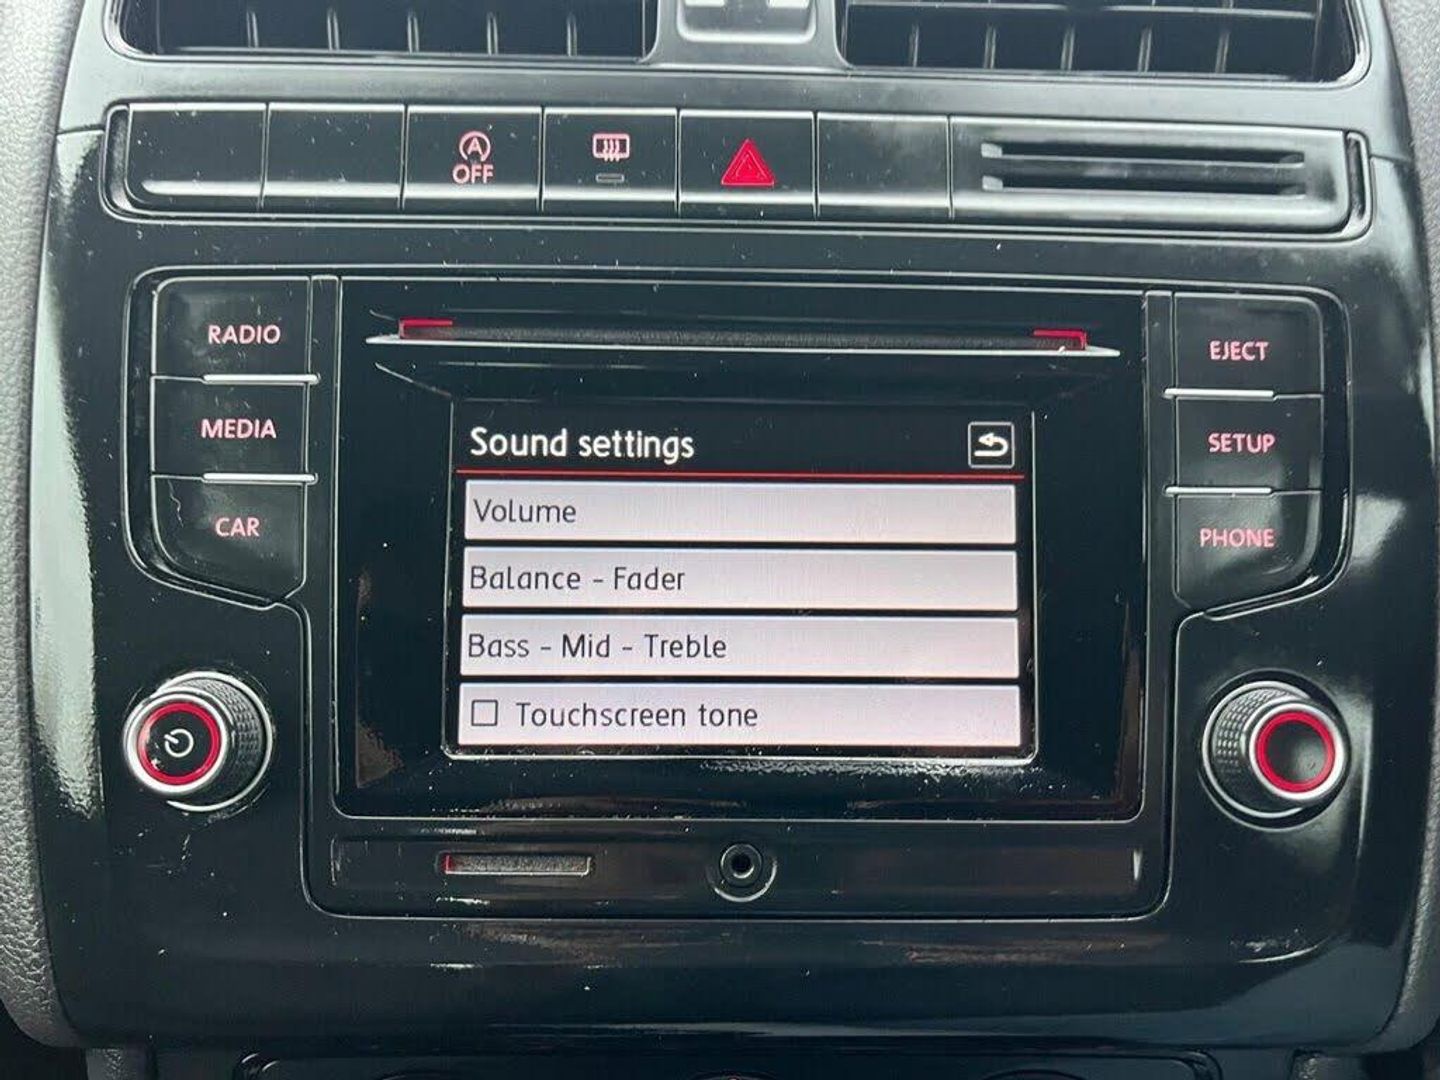 A
OFF
RADIO
MEDIA
CAR
EJECT
SETUP
PHONE
Sound settings
Volume
Balance - Fader
Bass - Mid - Treble
Touchscreen tone